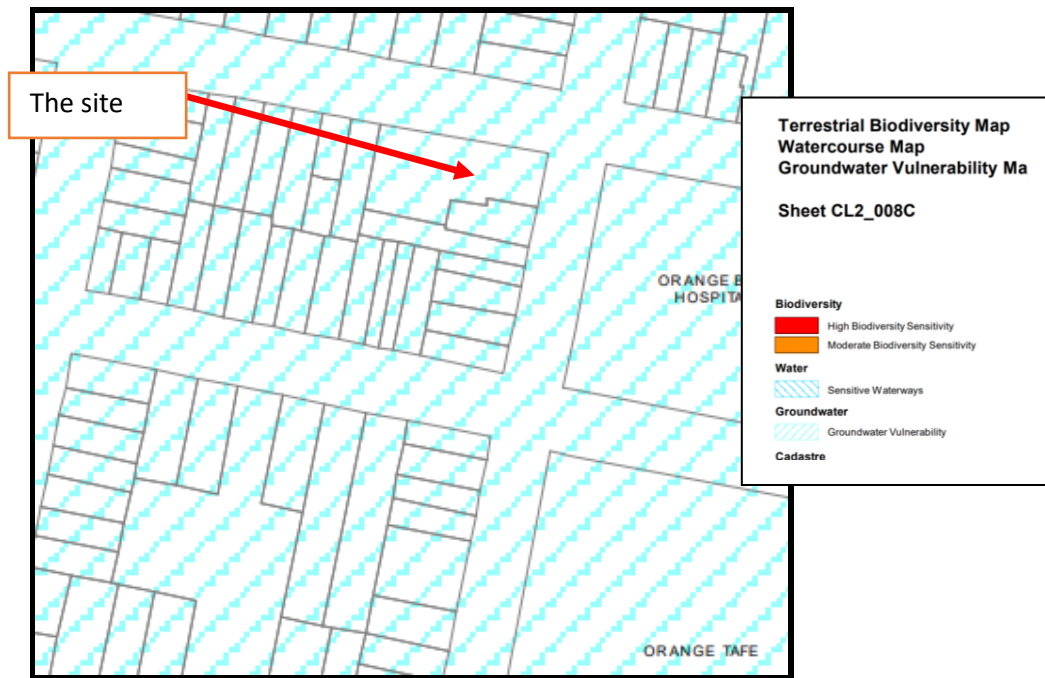 The site
ORANGE B
HOSPITA
ORANGE TAFE
Terrestrial Biodiversity Map
Watercourse Map
Groundwater Vulnerability Ma
Sheet CL2_008C
Biodiversity
High Biodiversity Sensitivity
Moderate Biodiversity Sensitivity
Water
Sensitive Waterways
Groundwater
Groundwater Vulnerability
Cadastre